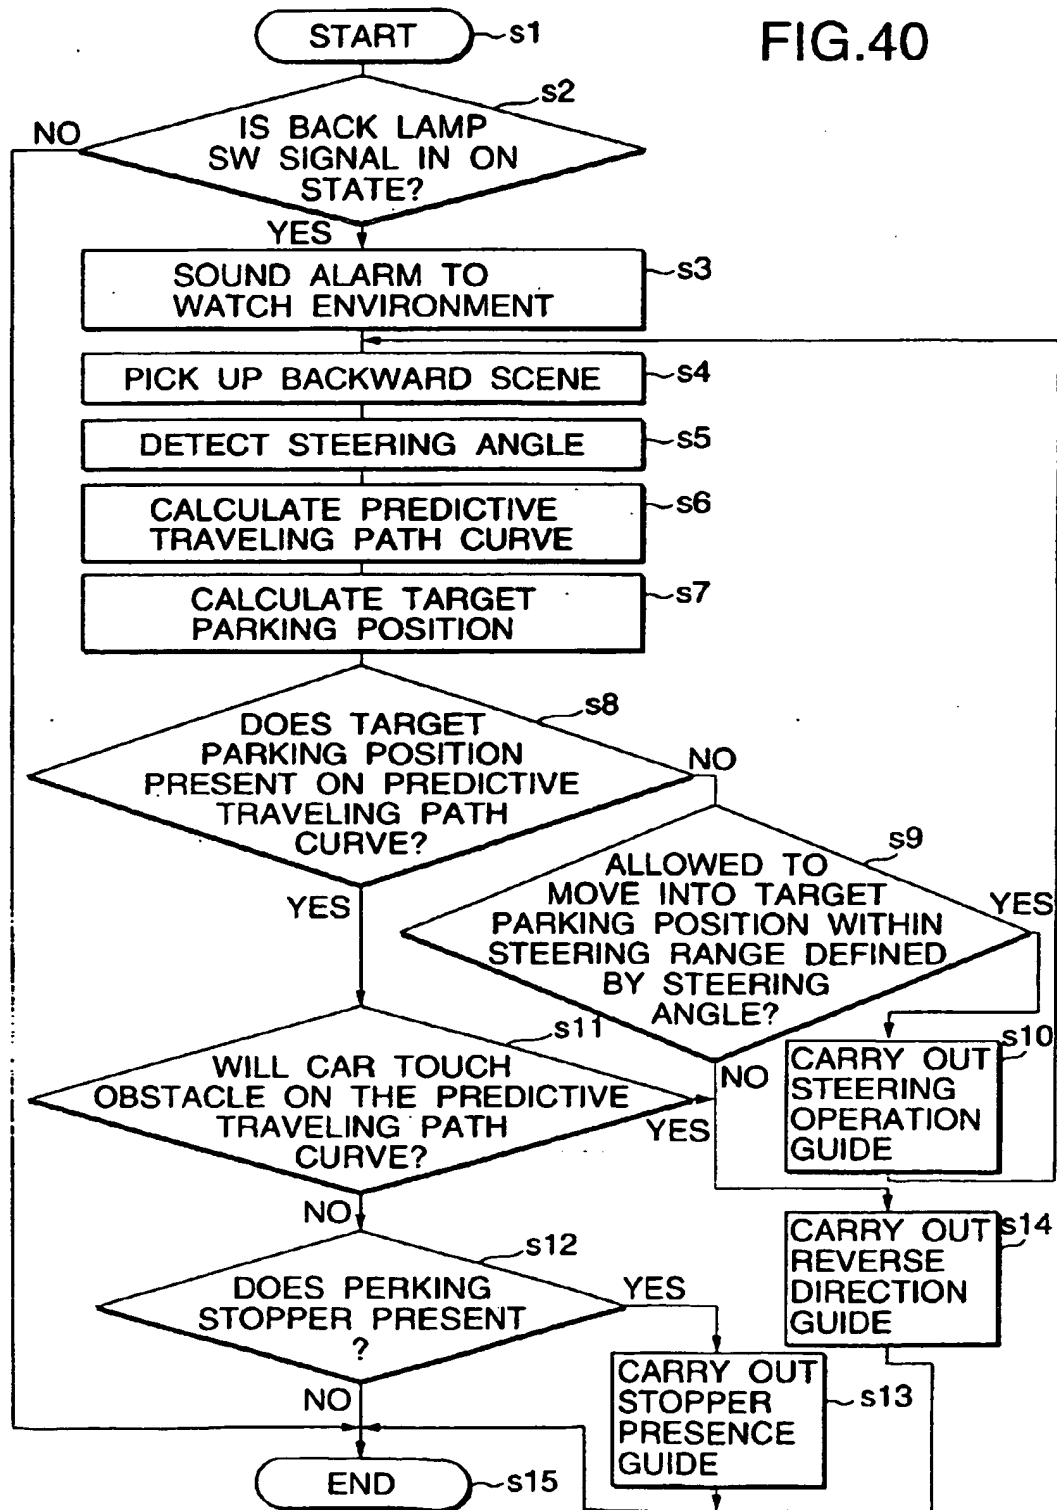 FIG.40
START
s1
s2
NO
IS BACK LAMP
SW SIGNAL IN ON
STATE?
YES
SOUND ALARM TO
WATCH ENVIRONMENT
s3
PICK UP BACKWARD SCENE
s4
DETECT STEERING ANGLE
s5
CALCULATE PREDICTIVE
TRAVELING PATH CURVE
s6
CALCULATE TARGET
PARKING POSITION
s7
s8
DOES TARGET
PARKING POSITION
PRESENT ON PREDICTIVE
TRAVELING PATH
CURVE?
NO
YES
s9
ALLOWED TO
MOVE INTO TARGET
PARKING POSITION WITHIN
STEERING RANGE DEFINED
BY STEERING
ANGLE?
YES
NO
s10
CARRY OUT
STEERING
OPERATION
GUIDE
s11
WILL CAR TOUCH
OBSTACLE ON THE PREDICTIVE
TRAVELING PATH
CURVE?
YES
NO
s14
CARRY OUT
REVERSE
DIRECTION
GUIDE
s12
DOES PERKING
STOPPER PRESENT
?
YES
NO
CARRY OUT
STOPPER
PRESENCE
GUIDE
s13
END
s15